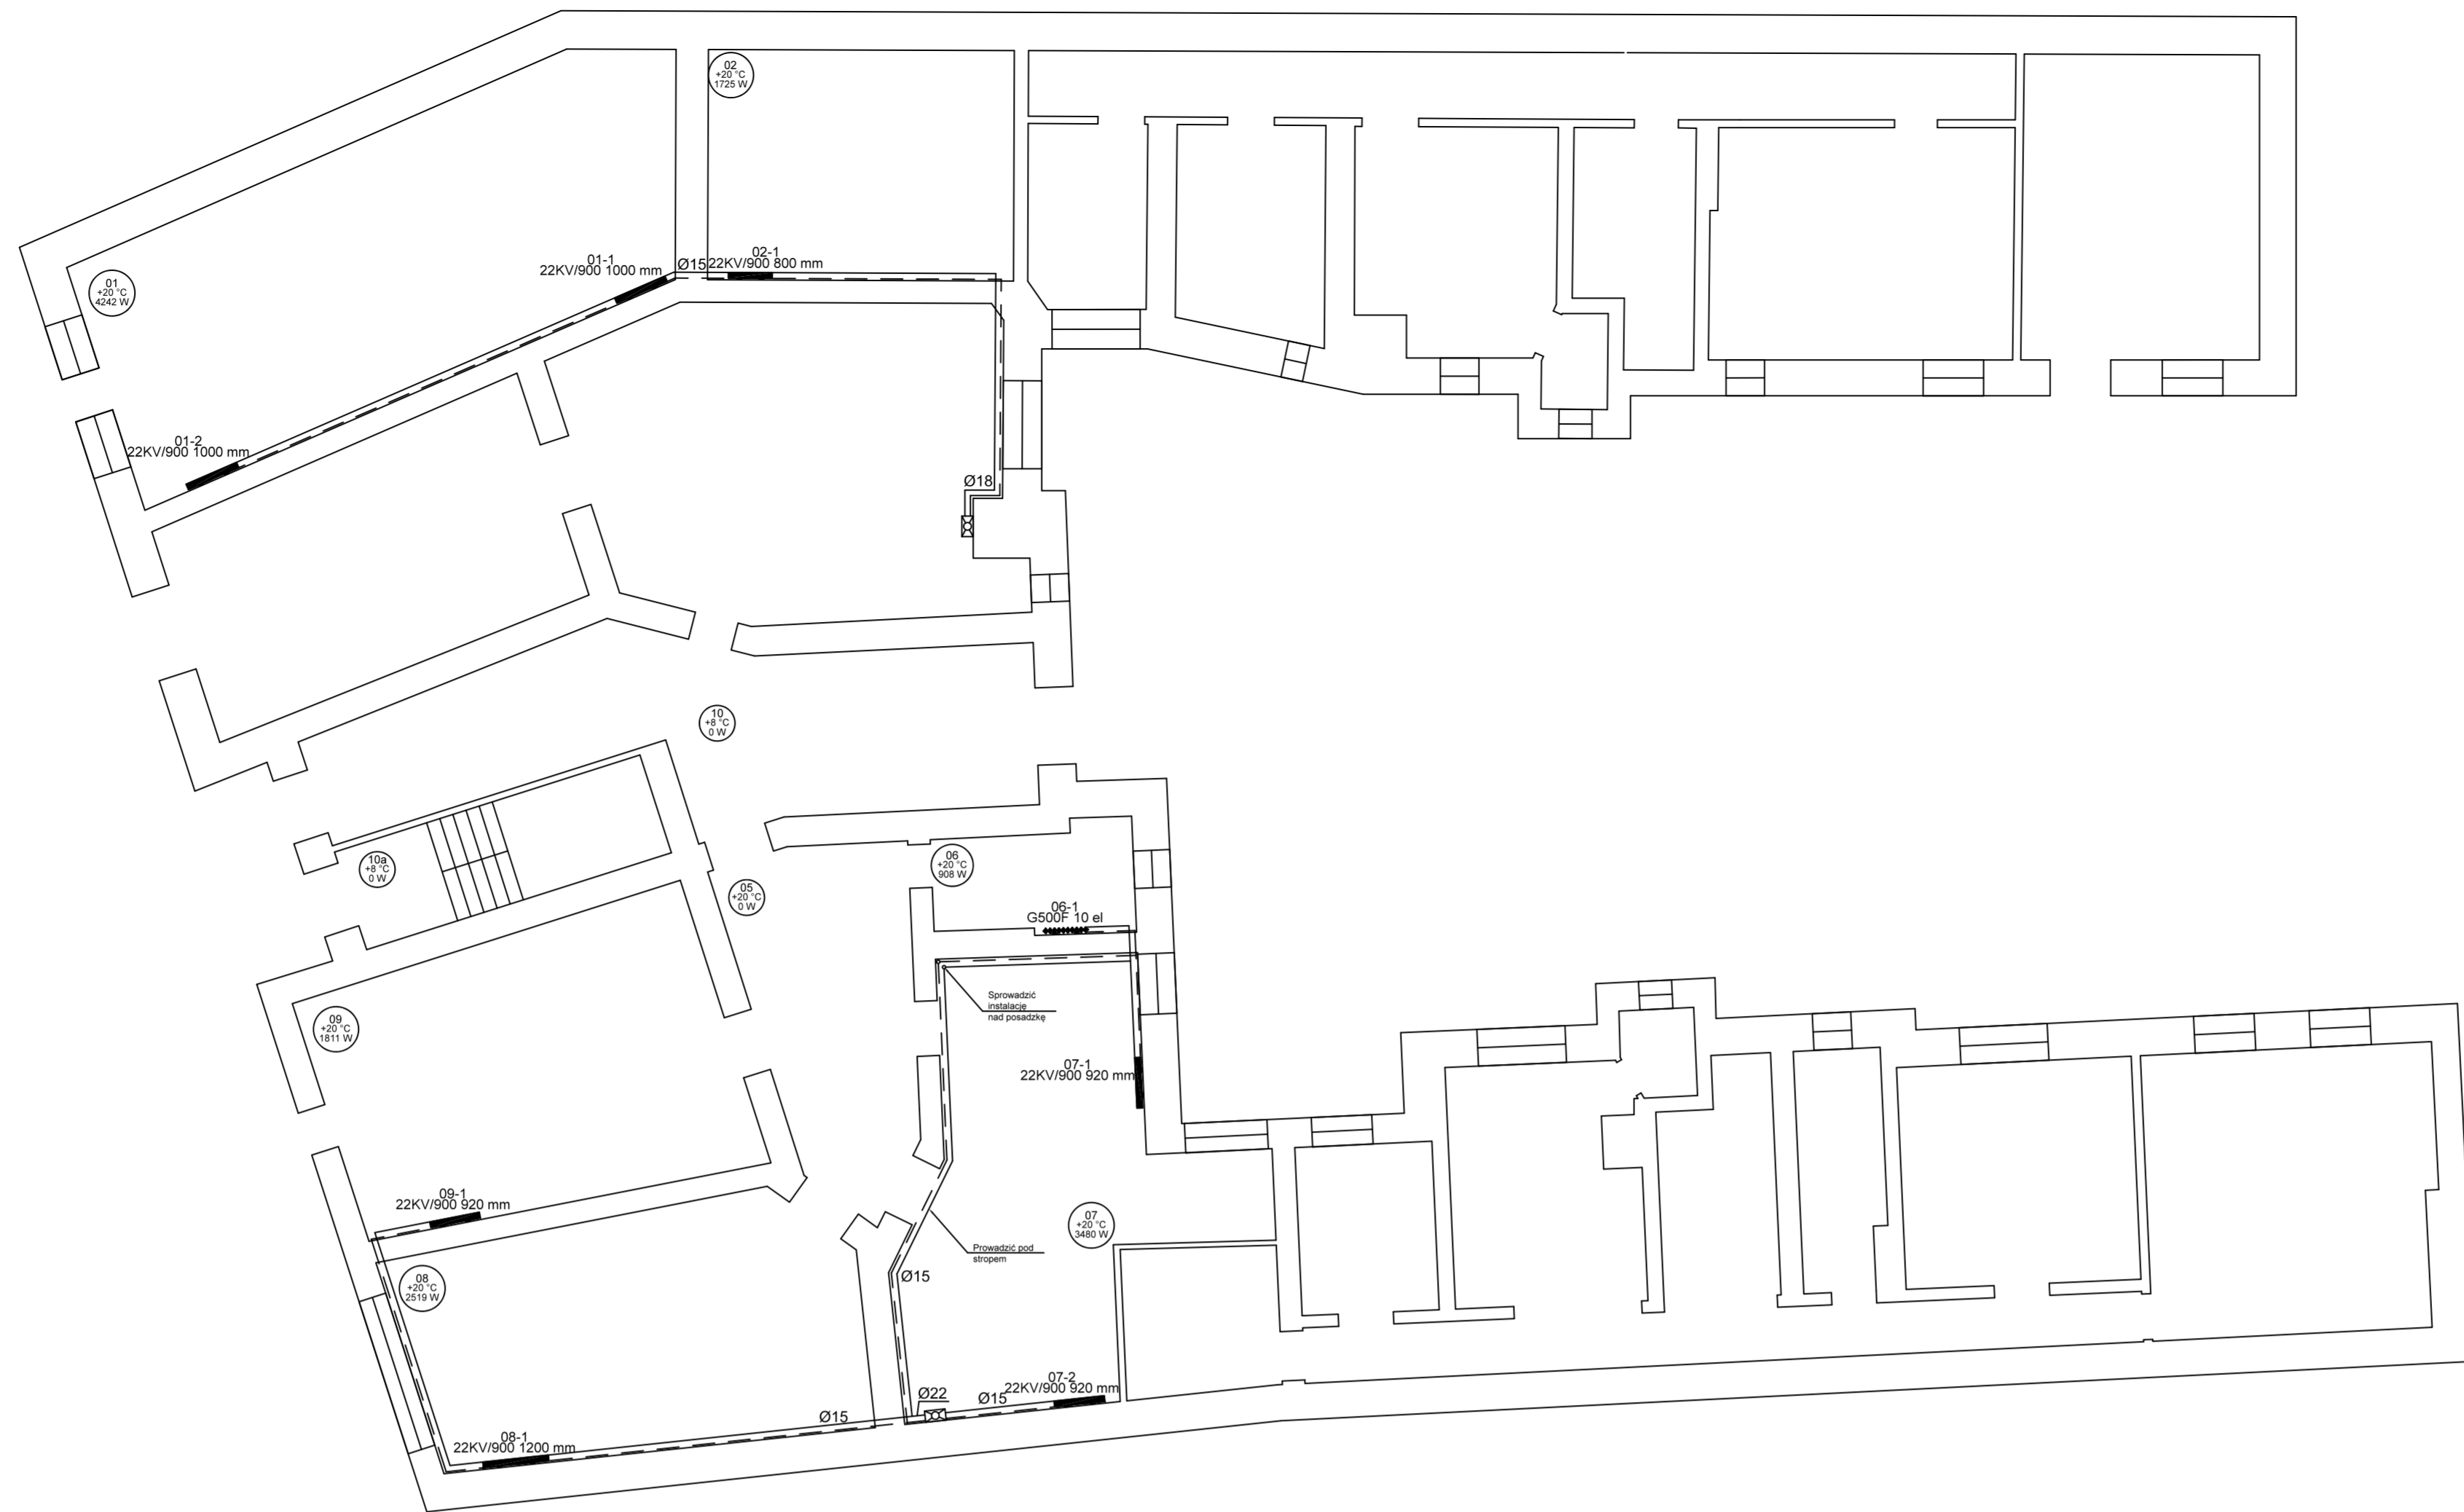 02
+20 °C
1725 W
01-1
22KV/900 1000 mm
Ø15
02-1
22KV/900 800 mm
01
+20 °C
4242 W
01-2
22KV/900 1000 mm
Ø18
10
+8 °C
0 W
10a
+8 °C
0 W
05
+20 °C
0 W
06
+20 °C
908 W
06-1
G500F 10 el
Sprowadzić
instalację
nad posadzkę
09
+20 °C
1811 W
07-1
22KV/900 920 mm
09-1
22KV/900 920 mm
07
+20 °C
3480 W
Prowadzić pod
stropem
08
+20 °C
2519 W
Ø15
07-2
22KV/900 920 mm
Ø22
Ø15
Ø15
08-1
22KV/900 1200 mm